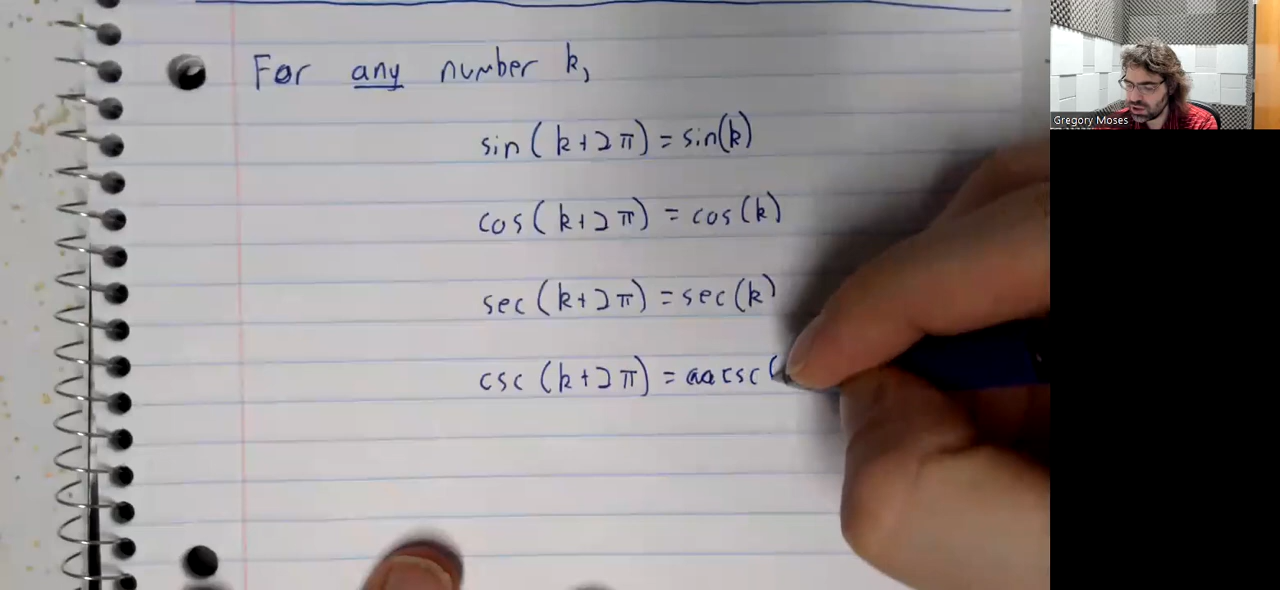 For any number k,
sin(k+2π)=sin(k)
cos(k+2π)=cos(k)
sec(k+2π)=sec(k)
csc(k+2π)=csc(
Gregory Moses